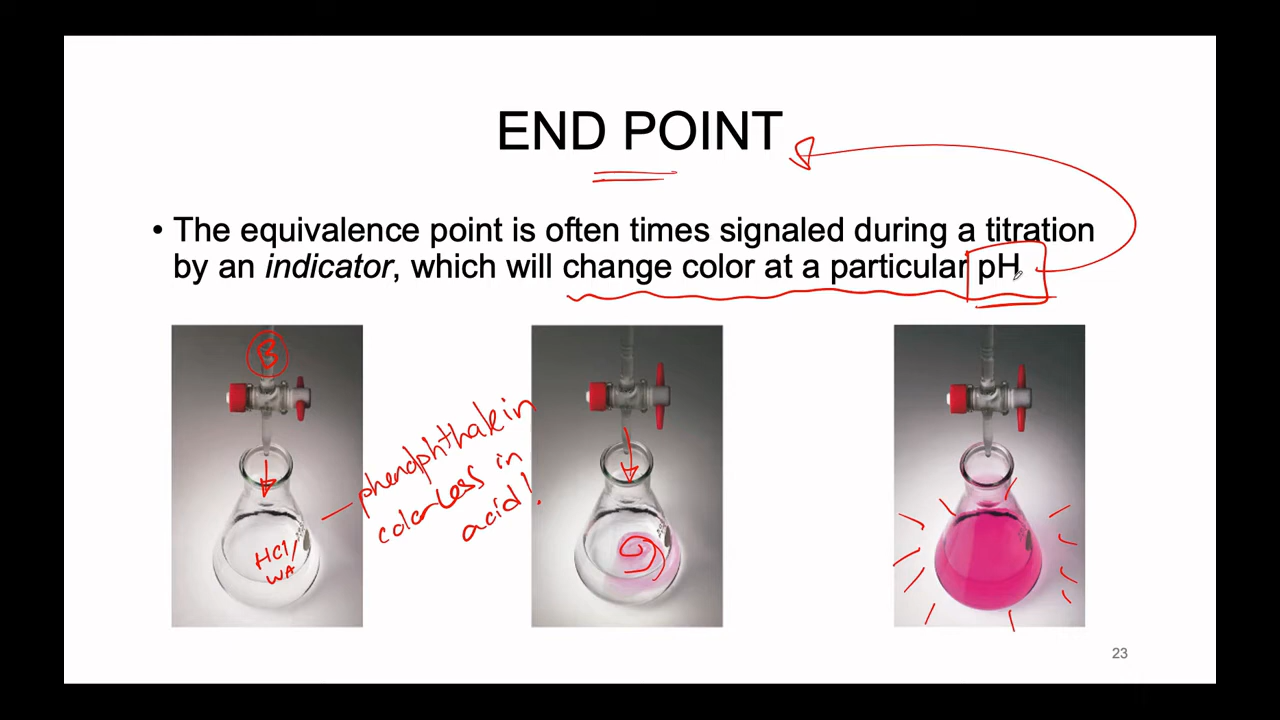 END POINT
• The equivalence point is often times signaled during a titration
by an indicator, which will change color at a particular pH
B
HCl/
WA
phenolphthalein
colorless in
acid!
23